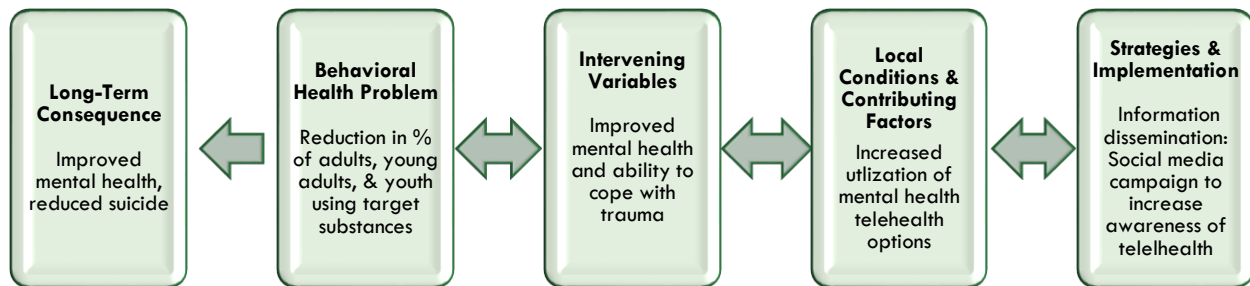 Long-Term
Consequence
Improved
mental health,
reduced suicide
Behavioral
Health Problem
Reduction in %
of adults, young
adults, & youth
using target
substances
Intervening
Variables
Improved
mental health
and ability to
cope with
trauma
Local
Conditions &
Contributing
Factors
Increased
utlization of
mental health
telehealth
options
Strategies &
Implementation
Information
dissemination:
Social media
campaign to
increase
awareness of
telelhealth